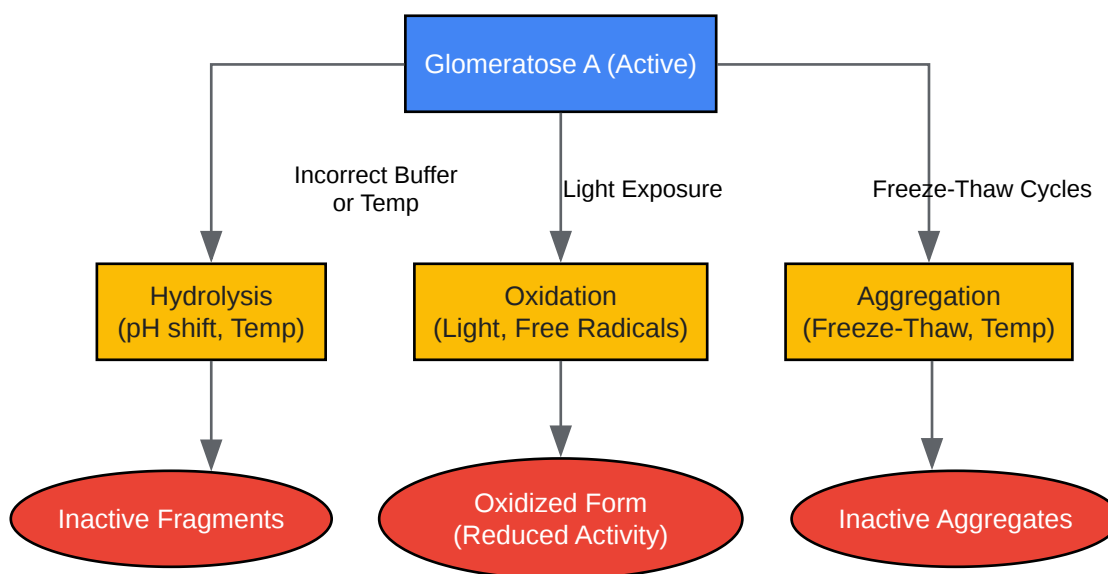 Glomeratose A (Active)
Incorrect Buffer
or Temp
Light Exposure
Freeze-Thaw Cycles
Hydrolysis
(pH shift, Temp)
Oxidation
(Light, Free Radicals)
Aggregation
(Freeze-Thaw, Temp)
Inactive Fragments
Oxidized Form
(Reduced Activity)
Inactive Aggregates